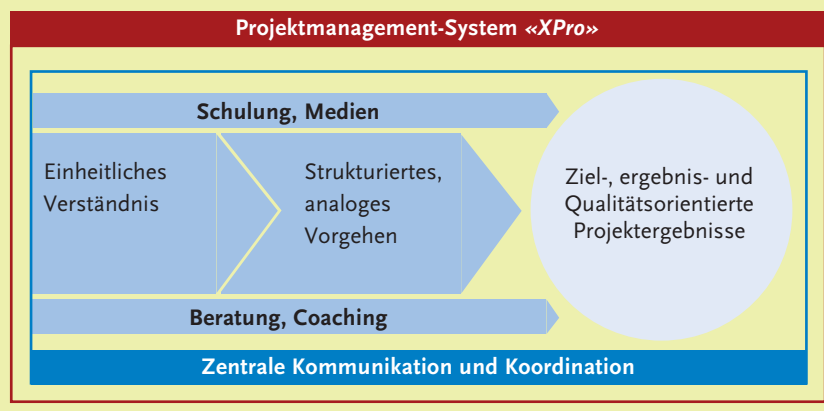 Projektmanagement-System «XPro»
Schulung, Medien
Einheitliches
Verständnis
Strukturiertes,
analoges
Vorgehen
Ziel-, ergebnis- und
Qualitätsorientierte
Projektergebnisse
Beratung, Coaching
Zentrale Kommunikation und Koordination